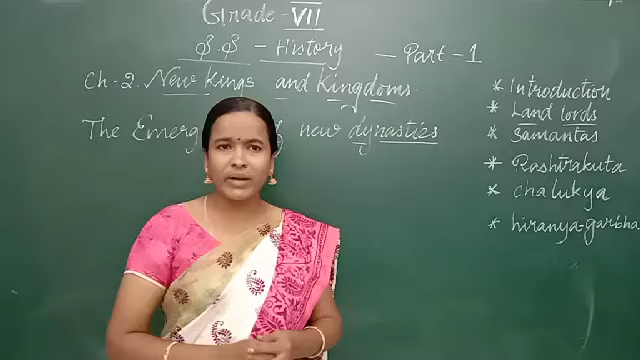 Grade - VII
S.S - History - Part - 1
Ch-2. New Kings and Kingdoms.
The Emerg f new dynasties
* Introduction
* Land lords
* Samantas
* Rashtrakuta
* Chalukya
* hiranya-garbha